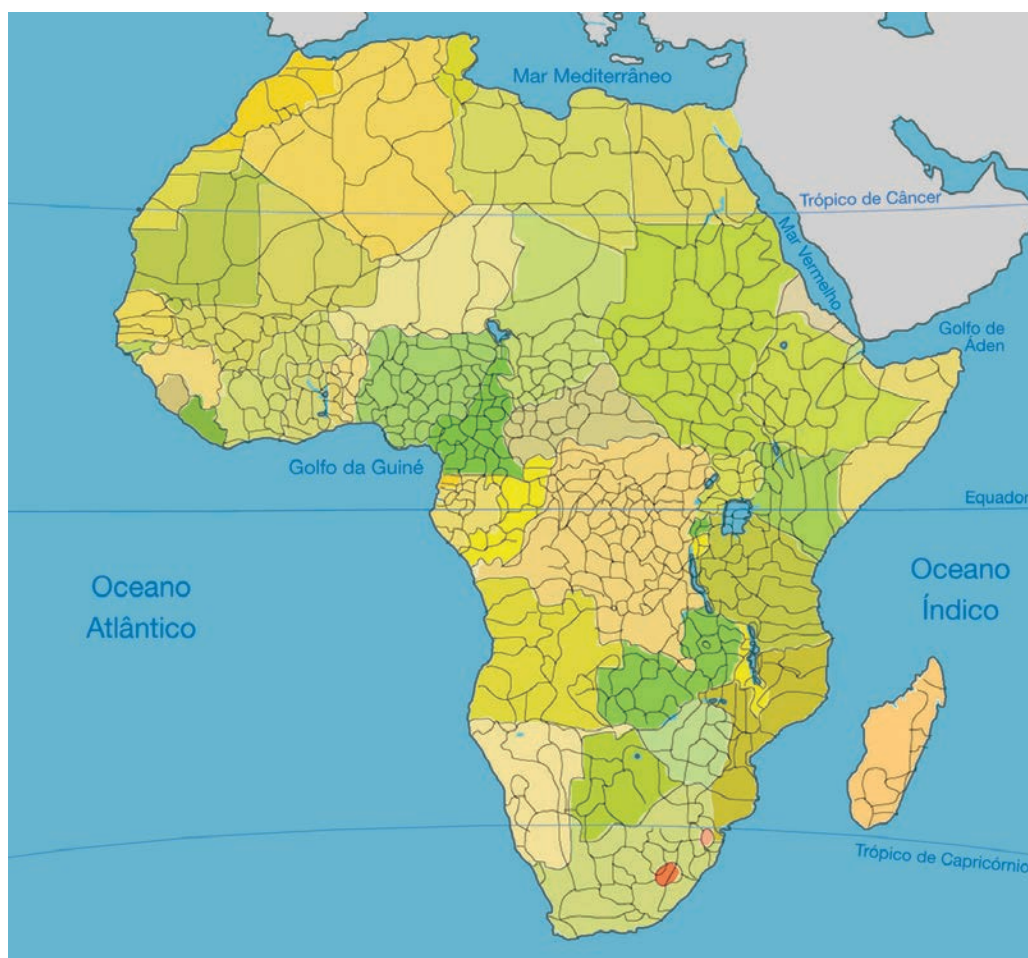 Mar Mediterrâneo
Trópico de Câncer
Mar Vermelho
Golfo de
Áden
Golfo da Guiné
Equador
Oceano
Atlântico
Oceano
Índico
Trópico de Capricórnio